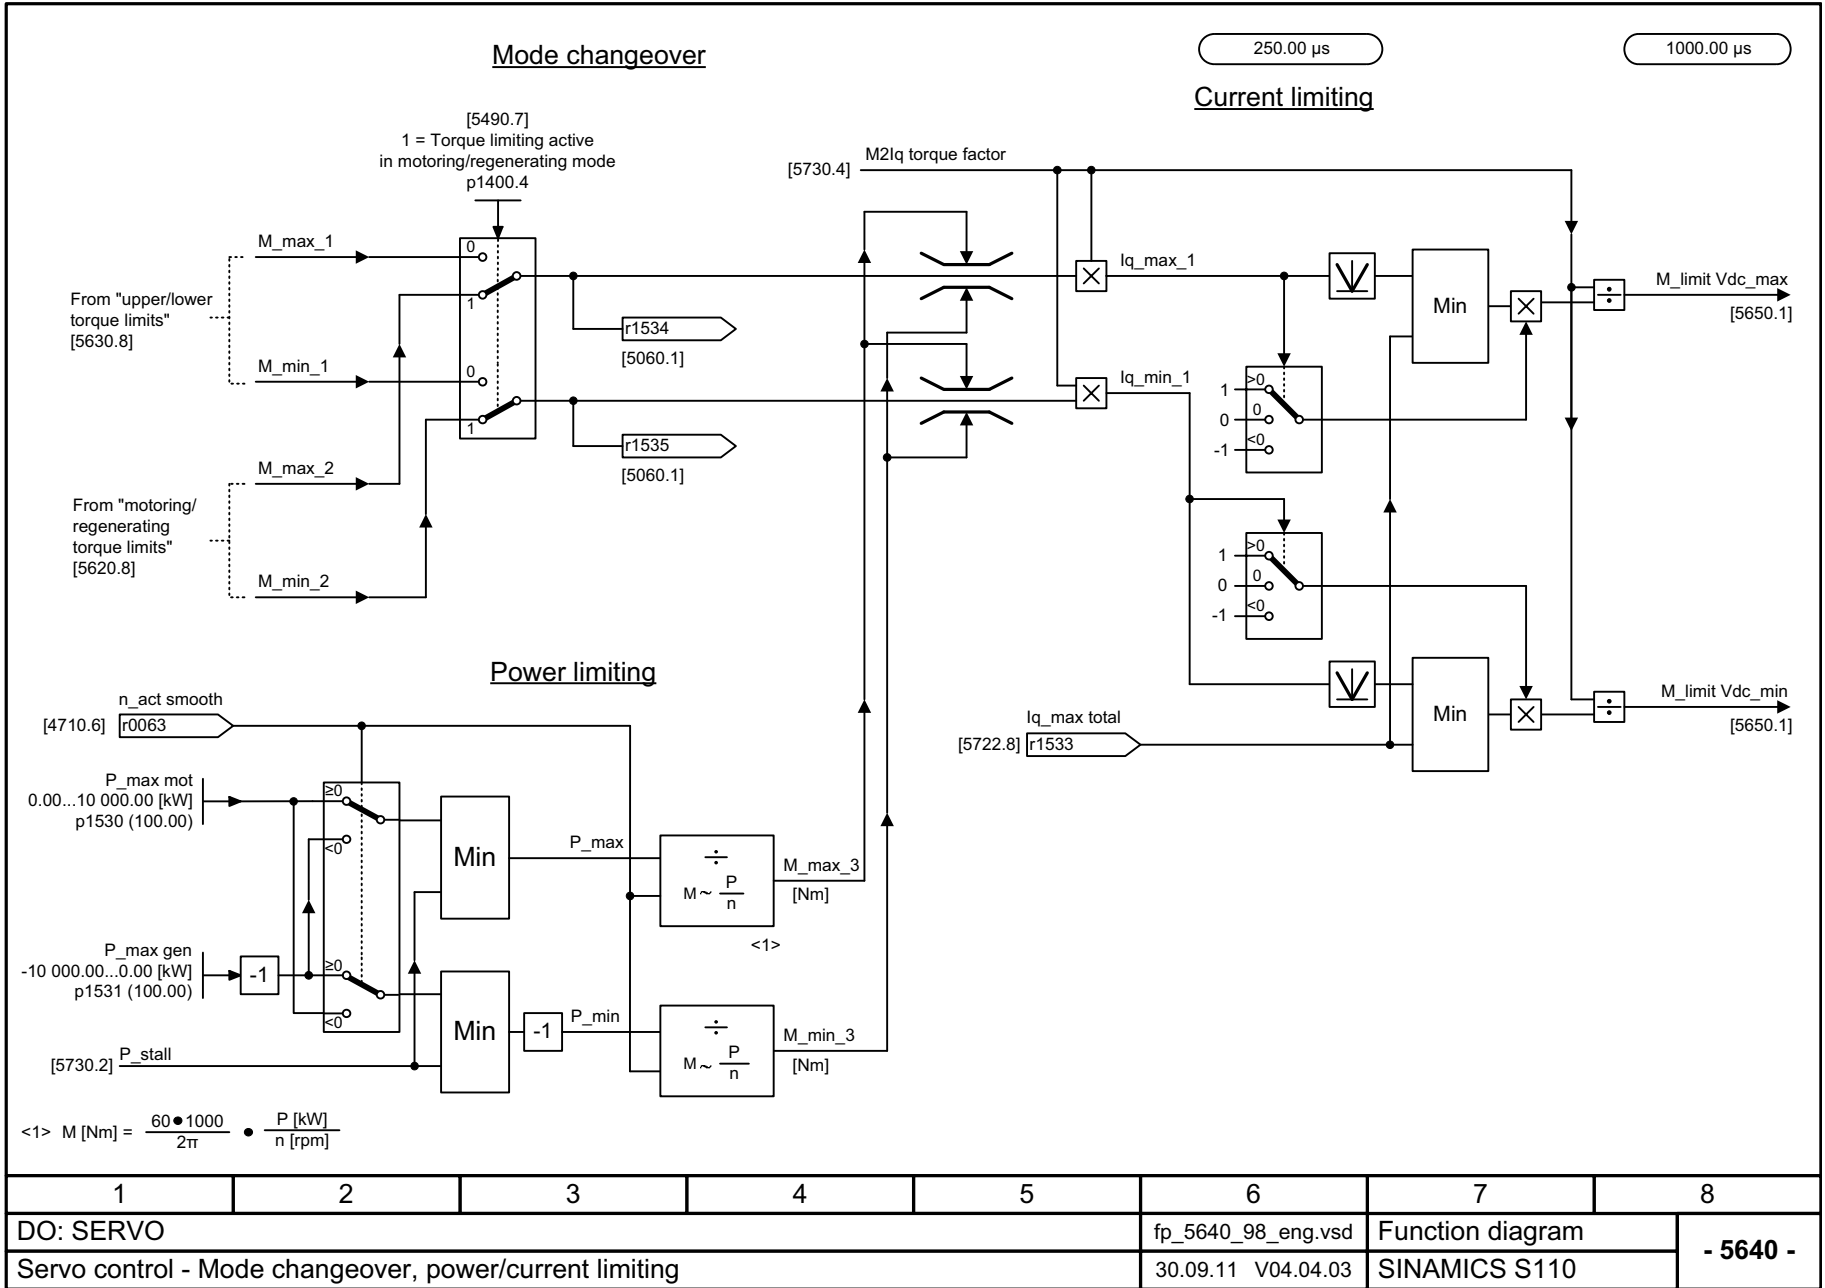 Mode changeover
250.00 µs
1000.00 µs
Current limiting
[5490.7]
1 = Torque limiting active
in motoring/regenerating mode
p1400.4
M2Iq torque factor
[5730.4]
M_max_1
0
1
From "upper/lower
torque limits"
[5630.8]
M_min_1
0
1
r1534
[5060.1]
r1535
[5060.1]
M_max_2
From "motoring/
regenerating
torque limits"
[5620.8]
M_min_2
Iq_max_1
Min
M_limit Vdc_max
[5650.1]
Iq_min_1
1 >0
0 0
-1 <0
1 >0
0 0
-1 <0
Min
M_limit Vdc_min
[5650.1]
Iq_max total
[5722.8] r1533
Power limiting
n_act smooth
[4710.6] r0063
P_max mot
0.00...10 000.00 [kW]
p1530 (100.00)
≥0
<0
Min
P_max
÷
M ~ P
n
M_max_3
[Nm]
<1>
P_max gen
-10 000.00...0.00 [kW]
p1531 (100.00)
-1
≥0
<0
Min
-1
P_min
÷
M ~ P
n
M_min_3
[Nm]
[5730.2] P_stall
<1> M [Nm] = 60●1000 ● P [kW]
2π n [rpm]
1 2 3 4 5 6 7 8
DO: SERVO
fp_5640_98_eng.vsd
Function diagram
- 5640 -
Servo control - Mode changeover, power/current limiting
30.09.11 V04.04.03
SINAMICS S110